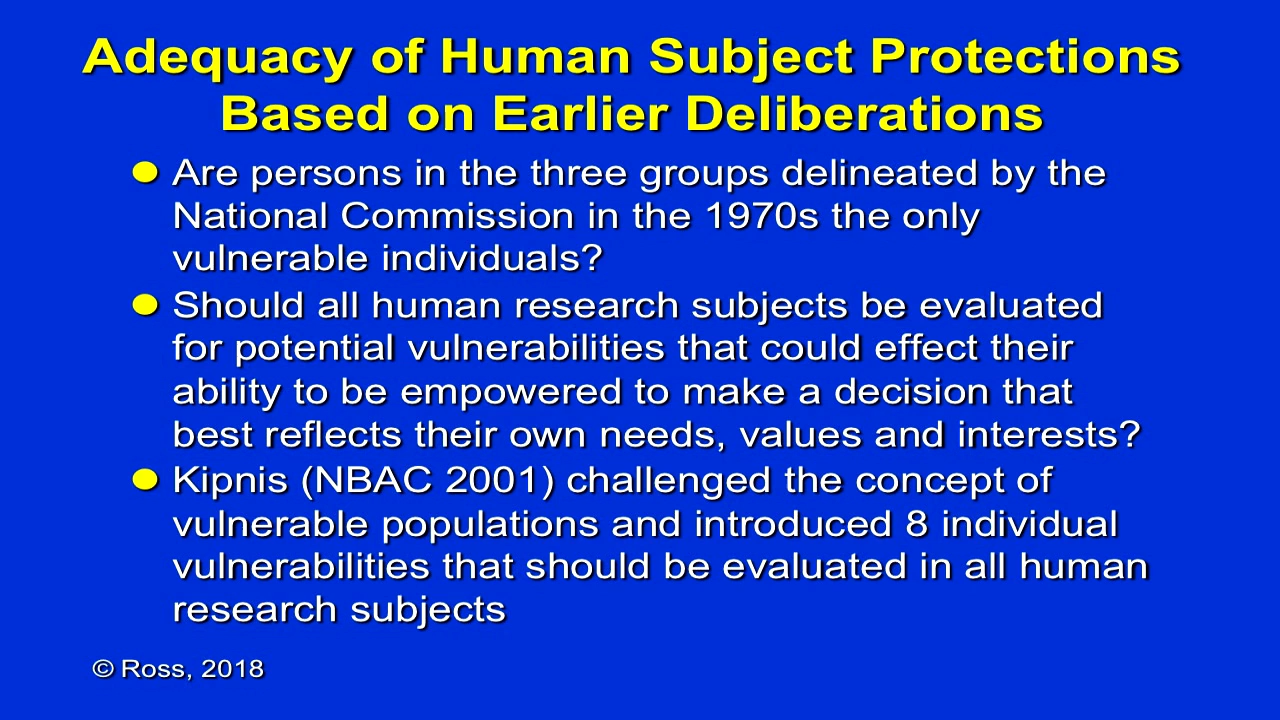 Adequacy of Human Subject Protections
Based on Earlier Deliberations
Are persons in the three groups delineated by the
National Commission in the 1970s the only
vulnerable individuals?
Should all human research subjects be evaluated
for potential vulnerabilities that could effect their
ability to be empowered to make a decision that
best reflects their own needs, values and interests?
Kipnis (NBAC 2001) challenged the concept of
vulnerable populations and introduced 8 individual
vulnerabilities that should be evaluated in all human
research subjects
© Ross, 2018